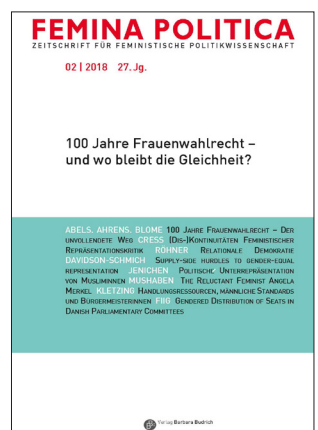 FEMINA POLITICA
ZEITSCHRIFT FÜR FEMINISTISCHE POLITIKWISSENSCHAFT
02 | 2018 27. Jg.
100 Jahre Frauenwahlrecht –
und wo bleibt die Gleichheit?
ABELS, AHRENS, BLOME 100 JAHRE FRAUENWAHLRECHT – DER
UNVOLLENDETE WEG CRESS (DIS-)KONTINUITÄTEN FEMINISTISCHER
REPRÄSENTATIONSKRITIK RÖHNER RELATIONALE DEMOKRATIE
DAVIDSON-SCHMICH SUPPLY-SIDE HURDLES TO GENDER-EQUAL
REPRESENTATION JENICHEN POLITISCHE UNTERREPRÄSENTATION
VON MUSLIMINNEN MUSHABEN THE RELUCTANT FEMINIST ANGELA
MERKEL KLETZING HANDLUNGSRESSOURCEN, MÄNNLICHE STANDARDS
UND BÜRGERMEISTERINNEN FIIG GENDERED DISTRIBUTION OF SEATS IN
DANISH PARLIAMENTARY COMMITTEES
Verlag Barbara Budrich